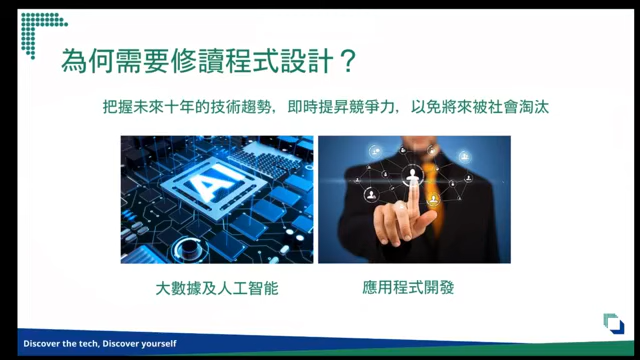 為何需要修讀程式設計？
把握未來十年的技術趨勢，即時提昇競爭力，以免將來被社會淘汰
AI
大數據及人工智能
應用程式開發
Discover the tech, Discover yourself